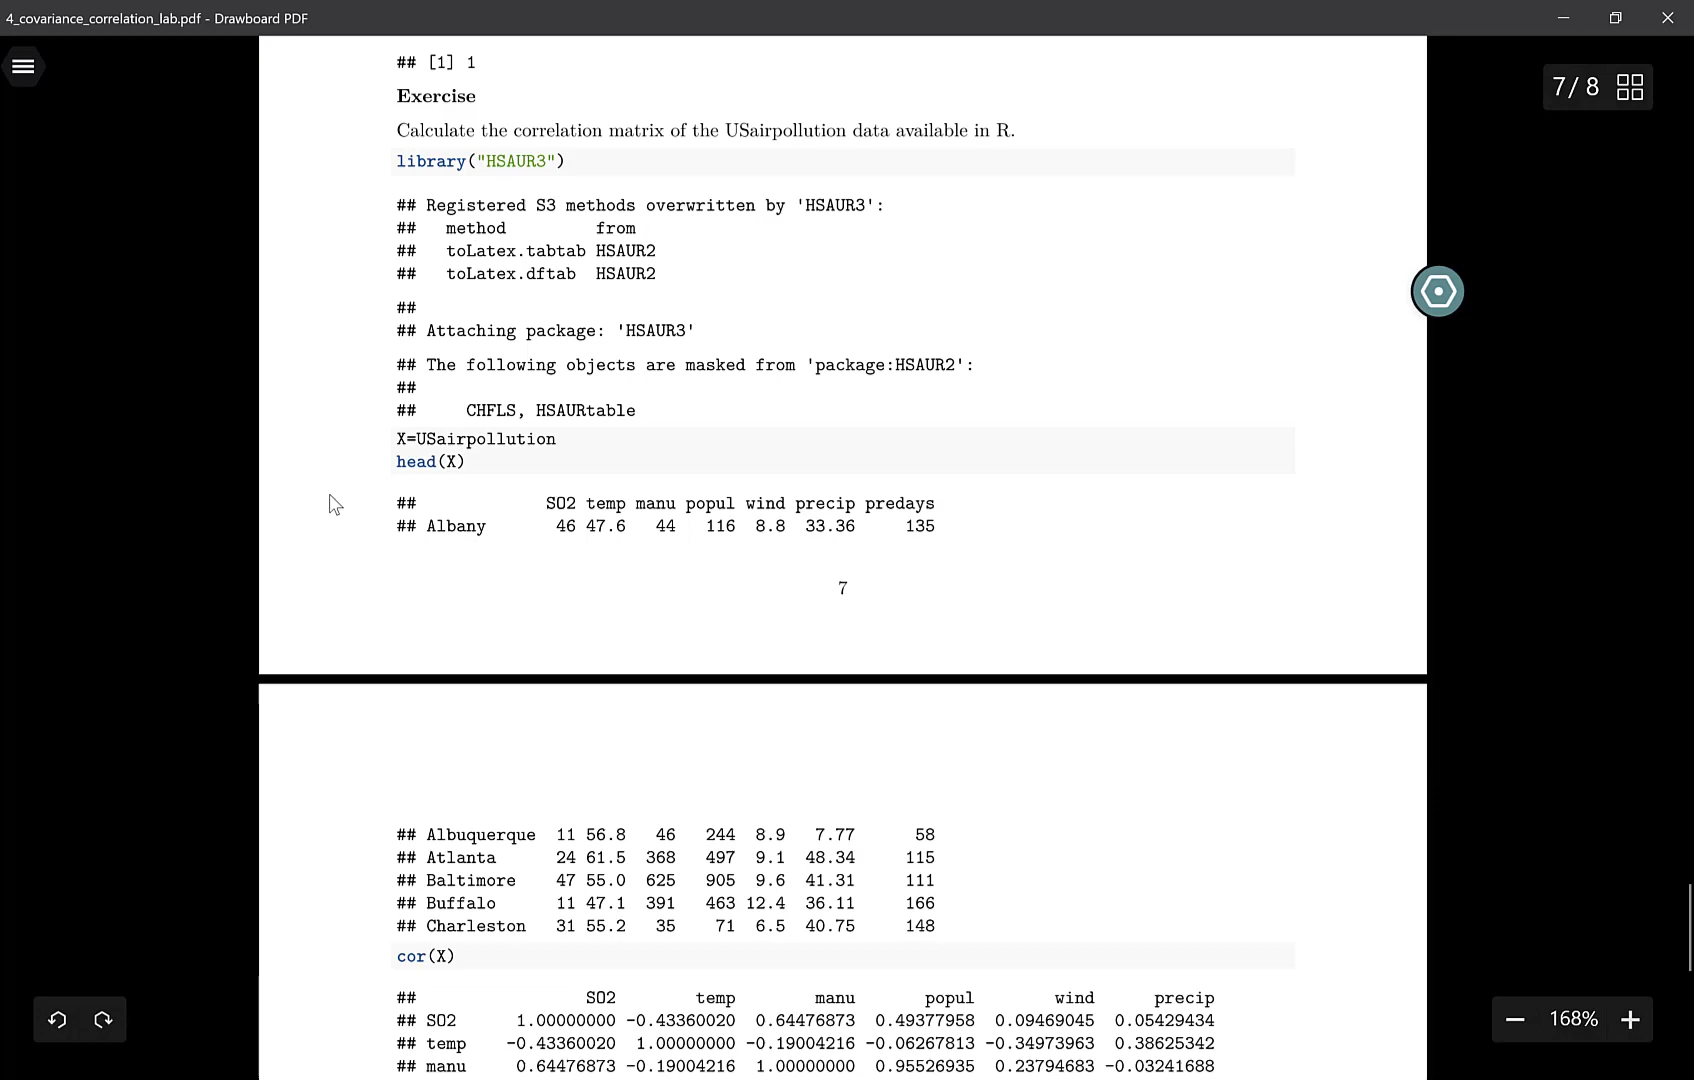 4_covariance_correlation_lab.pdf - Drawboard PDF
7/ 8
## [1] 1
Exercise
Calculate the correlation matrix of the USairpollution data available in R.
library("HSAUR3")
## Registered S3 methods overwritten by 'HSAUR3':
##   method         from
##   toLatex.tabtab HSAUR2
##   toLatex.dftab  HSAUR2
##
## Attaching package: 'HSAUR3'
## The following objects are masked from 'package:HSAUR2':
##
##     CHFLS, HSAURtable
X=USairpollution
head(X)
##             SO2 temp manu popul wind precip predays
## Albany       46 47.6   44   116  8.8  33.36     135
7
## Albuquerque  11 56.8   46   244  8.9   7.77      58
## Atlanta      24 61.5  368   497  9.1  48.34     115
## Baltimore    47 55.0  625   905  9.6  41.31     111
## Buffalo      11 47.1  391   463 12.4  36.11     166
## Charleston   31 55.2   35    71  6.5  40.75     148
cor(X)
##                 SO2        temp        manu       popul        wind      precip
## SO2      1.00000000 -0.43360020  0.64476873  0.49377958  0.09469045  0.05429434
## temp    -0.43360020  1.00000000 -0.19004216 -0.06267813 -0.34973963  0.38625342
## manu     0.64476873 -0.19004216  1.00000000  0.95526935  0.23794683 -0.03241688
168%